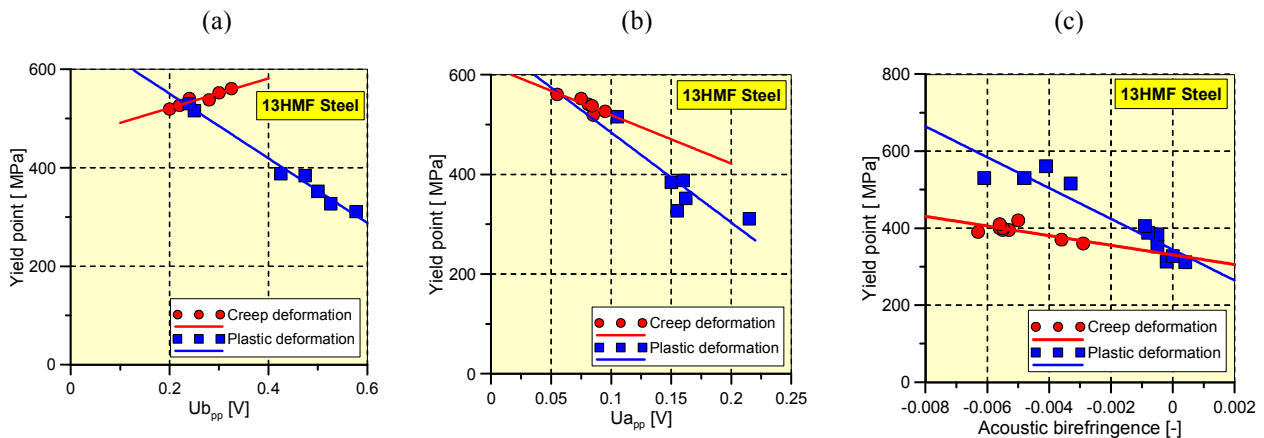 (a)
600
400
200
0
Yield point [ MPa]
13HMF Steel
Creep deformation
Plastic deformation
0
0.2
0.4
0.6
Ub_pp [V]
(b)
600
400
200
0
Yield point [ MPa]
13HMF Steel
Creep deformation
Plastic deformation
0
0.05
0.1
0.15
0.2
0.25
Ua_pp [V]
(c)
800
600
400
200
0
Yield point [ MPa]
13HMF Steel
Creep deformation
Plastic deformation
-0.008
-0.006
-0.004
-0.002
0
0.002
Acoustic birefringence [-]